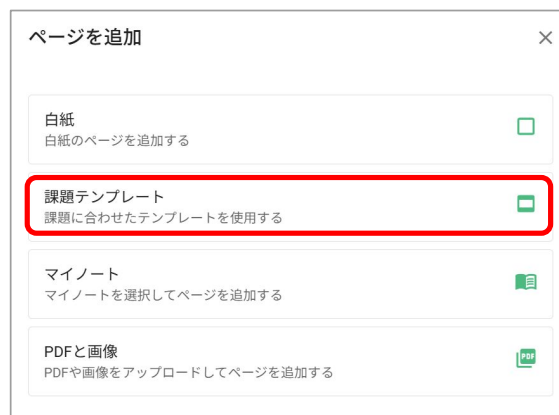 ページを追加
白紙
白紙のページを追加する
課題テンプレート
課題に合わせたテンプレートを使用する
マイノート
マイノートを選択してページを追加する
PDFと画像
PDFや画像をアップロードしてページを追加する
PDF